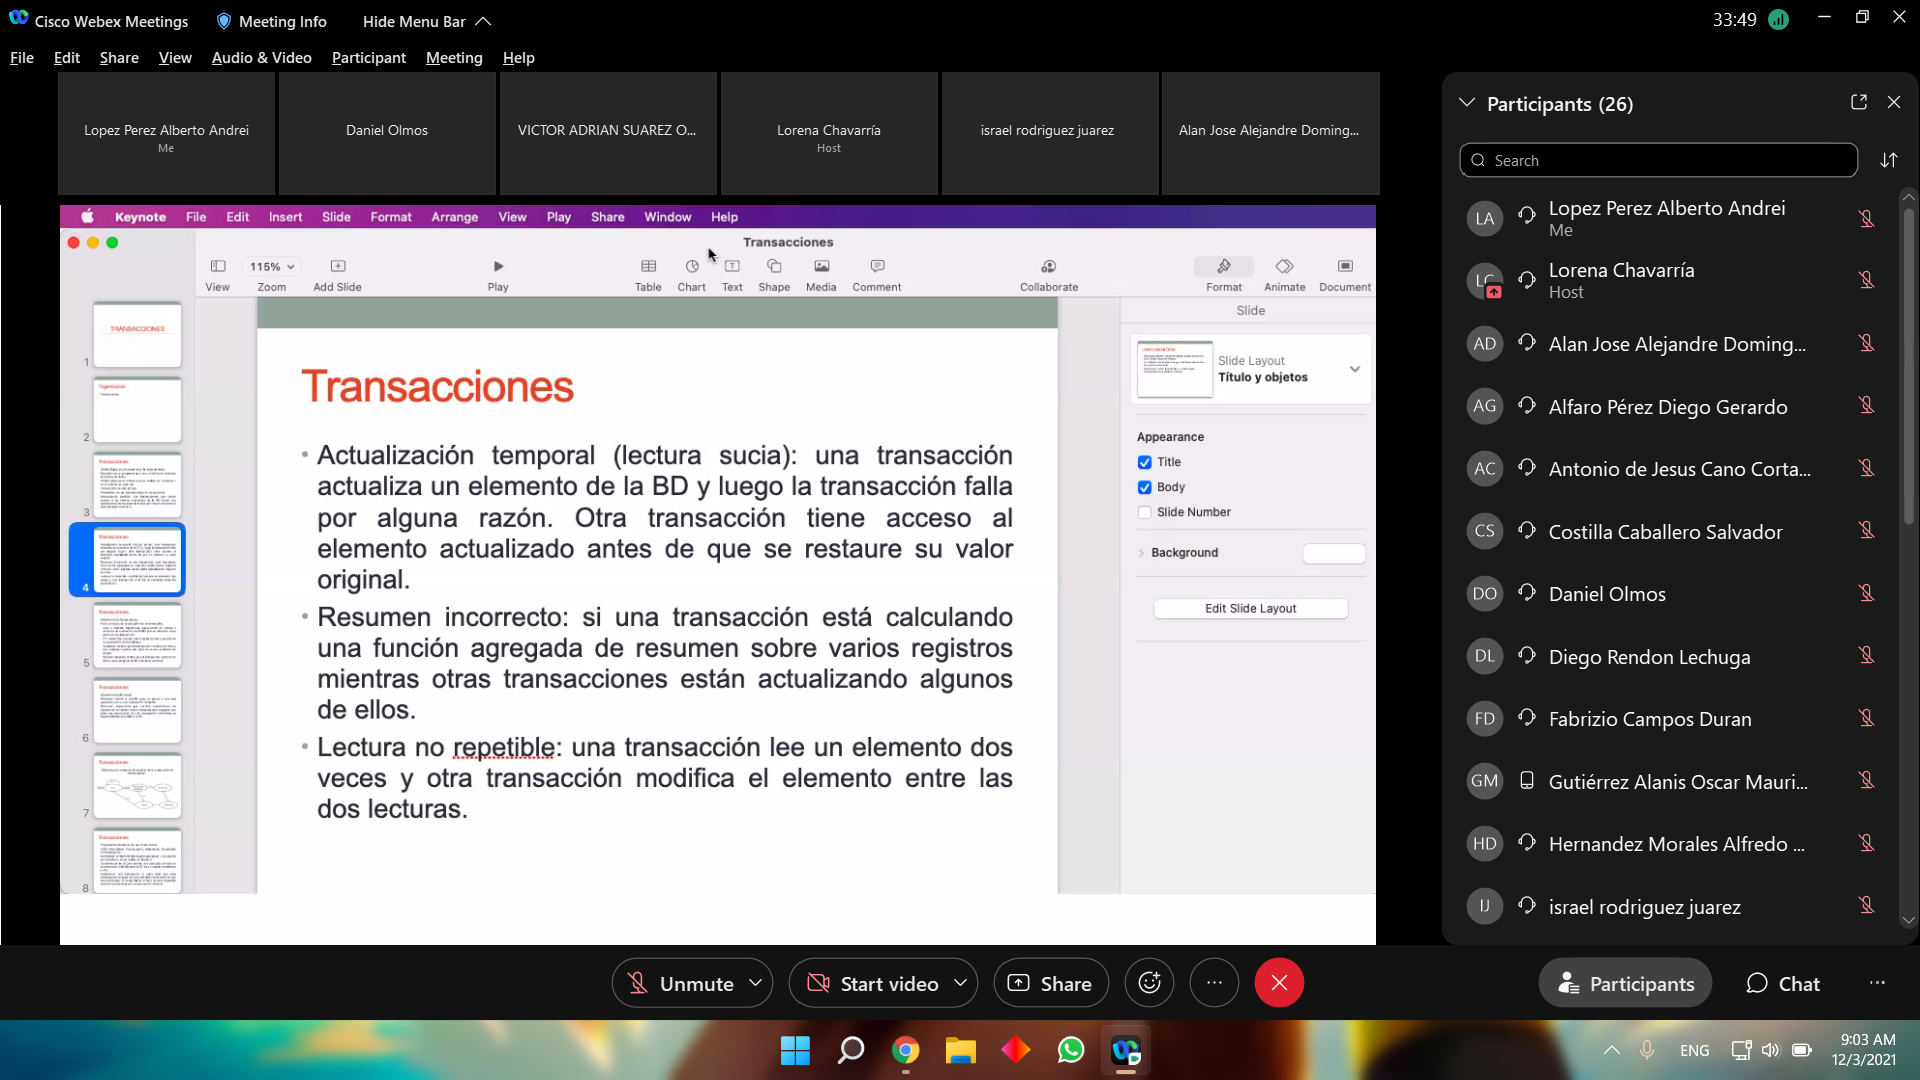 Cisco Webex Meetings
Meeting Info
Hide Menu Bar
33:49
File Edit Share View Audio & Video Participant Meeting Help
Lopez Perez Alberto Andrei
Me
Daniel Olmos
VICTOR ADRIAN SUAREZ O...
Lorena Chavarría
Host
israel rodriguez juarez
Alan Jose Alejandre Doming...
Keynote File Edit Insert Slide Format Arrange View Play Share Window Help
Transacciones
115%
View Zoom Add Slide Play Table Chart Text Shape Media Comment Collaborate Format Animate Document
TRANSACCIONES
1
Organización
2
Transacciones
3
Transacciones
4
Transacciones
5
Transacciones
6
Transacciones
7
Transacciones
8
Transacciones
• Actualización temporal (lectura sucia): una transacción
actualiza un elemento de la BD y luego la transacción falla
por alguna razón. Otra transacción tiene acceso al
elemento actualizado antes de que se restaure su valor
original.
• Resumen incorrecto: si una transacción está calculando
una función agregada de resumen sobre varios registros
mientras otras transacciones están actualizando algunos
de ellos.
• Lectura no repetible: una transacción lee un elemento dos
veces y otra transacción modifica el elemento entre las
dos lecturas.
Slide
Slide Layout
Título y objetos
Appearance
Title
Body
Slide Number
Background
Edit Slide Layout
Participants (26)
Search
LA Lopez Perez Alberto Andrei
Me
LC Lorena Chavarría
Host
AD Alan Jose Alejandre Doming...
AG Alfaro Pérez Diego Gerardo
AC Antonio de Jesus Cano Corta...
CS Costilla Caballero Salvador
DO Daniel Olmos
DL Diego Rendon Lechuga
FD Fabrizio Campos Duran
GM Gutiérrez Alanis Oscar Mauri...
HD Hernandez Morales Alfredo ...
IJ israel rodriguez juarez
Unmute
Start video
Share
Participants
Chat
ENG
9:03 AM
12/3/2021